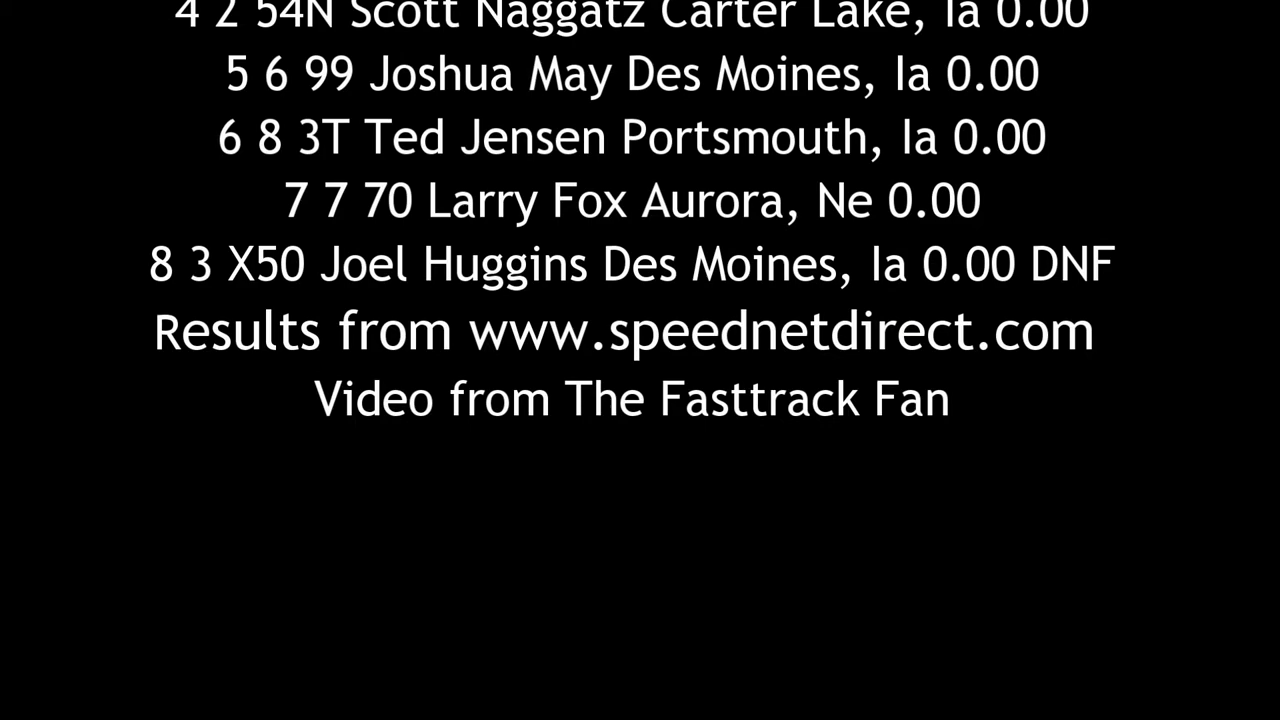 4 2 54N Scott Naggatz Carter Lake, Ia 0.00
5 6 99 Joshua May Des Moines, Ia 0.00
6 8 3T Ted Jensen Portsmouth, Ia 0.00
7 7 70 Larry Fox Aurora, Ne 0.00
8 3 X50 Joel Huggins Des Moines, Ia 0.00 DNF
Results from www.speednetdirect.com
Video from The Fasttrack Fan